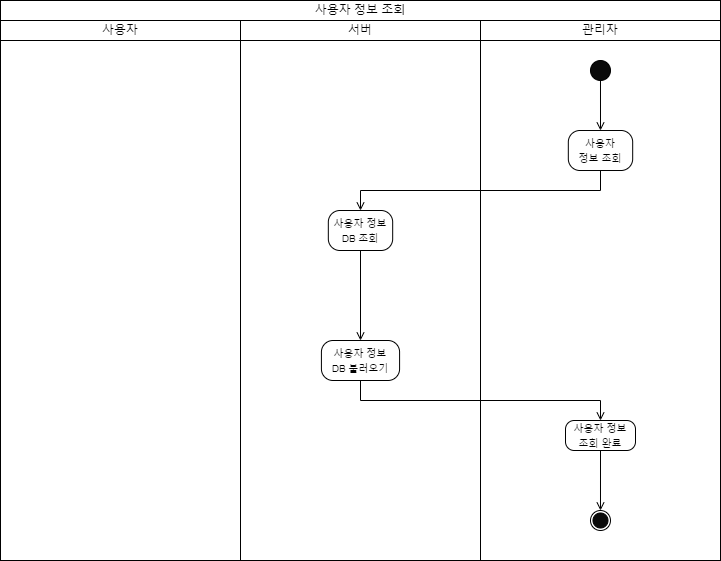 사용자 정보 조회
사용자
서버
관리자
사용자
정보 조회
사용자 정보
DB 조회
사용자 정보
DB 불러오기
사용자 정보
조회 완료